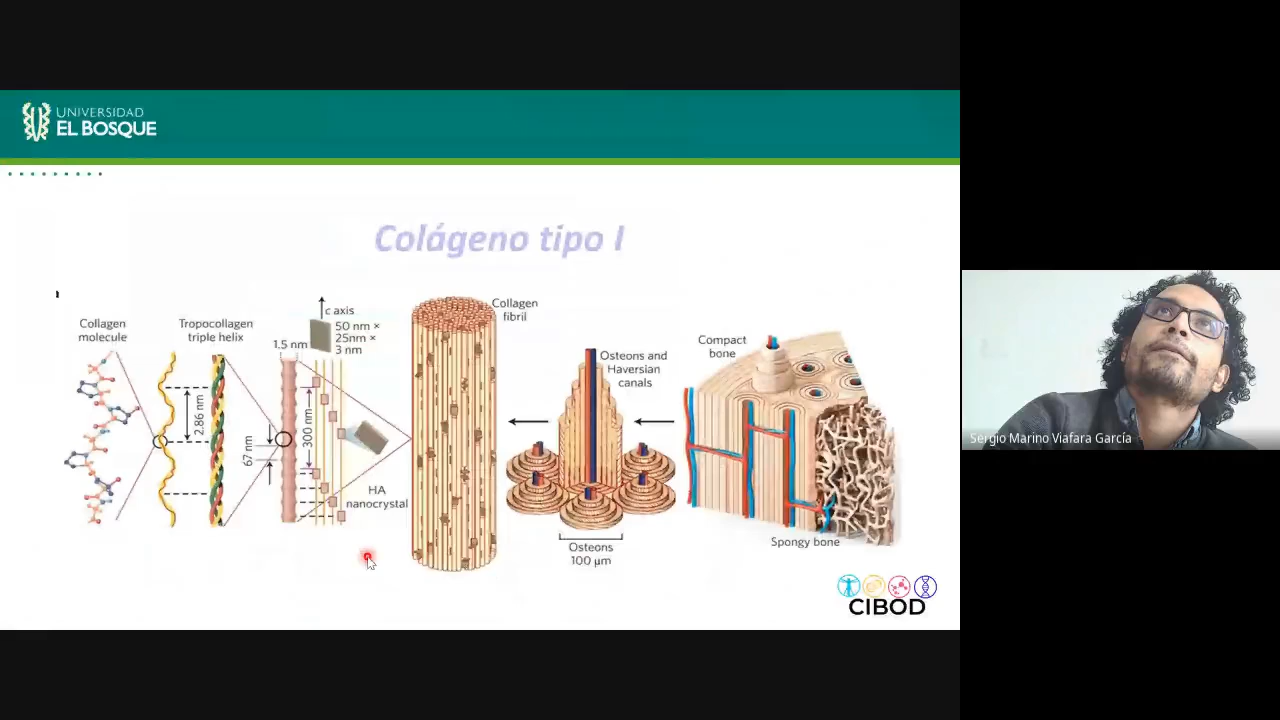 UNIVERSIDAD
EL BOSQUE
Colágeno tipo I
Collagen
molecule
Tropocollagen
triple helix
2.86 nm
1.5 nm
67 nm
300 nm
c axis
50 nm ×
25nm ×
3 nm
HA
nanocrystal
Collagen
fibril
Osteons and
Haversian
canals
Osteons
100 µm
Compact
bone
Spongy bone
CIBOD
Sergio Marino Viafara García